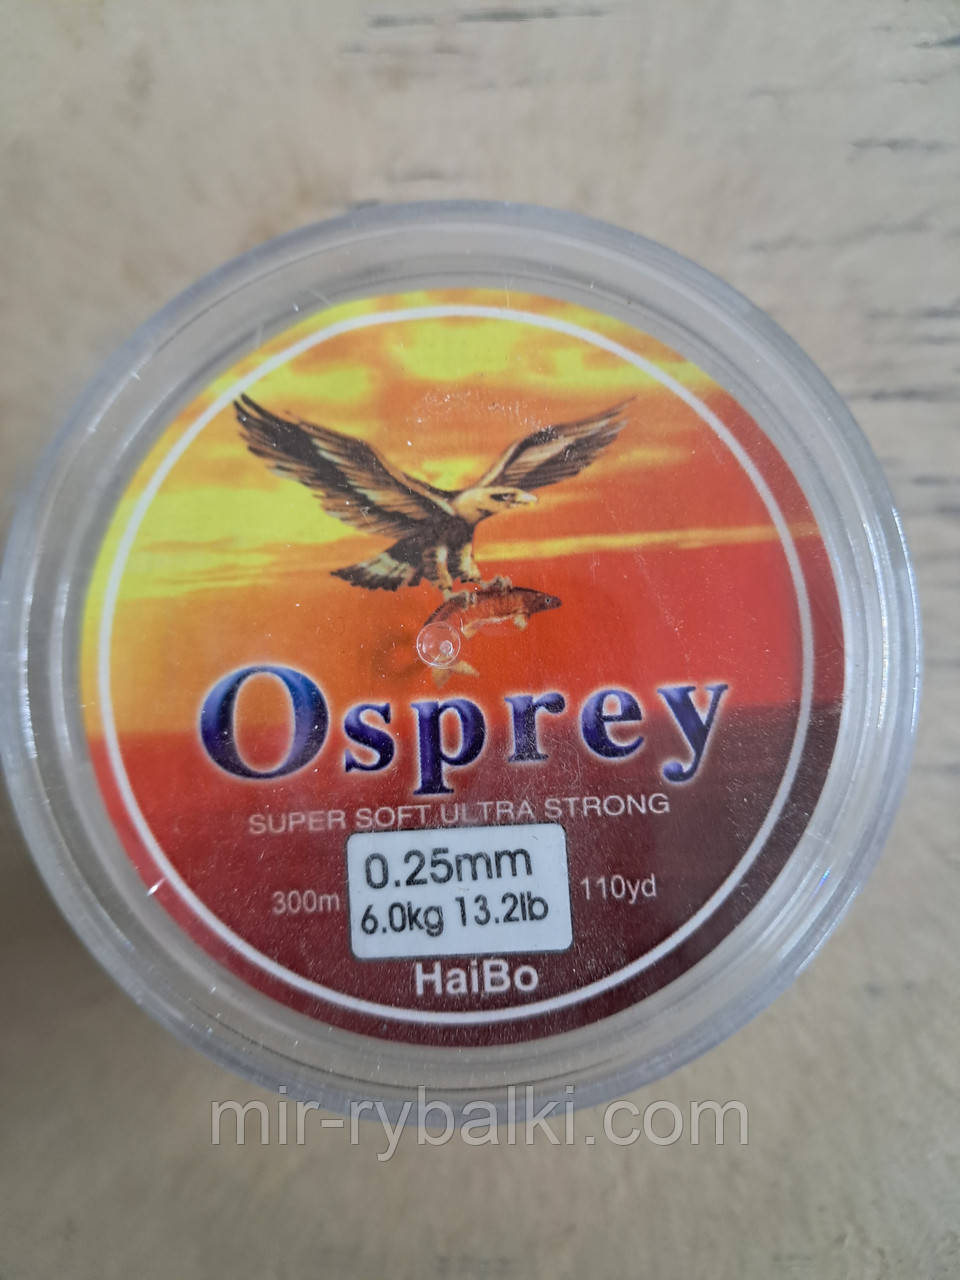 Osprey
SUPER SOFT ULTRA STRONG
0.25mm
300m 6.0kg 13.2lb 110yd
HaiBo
mir-rybalki.com